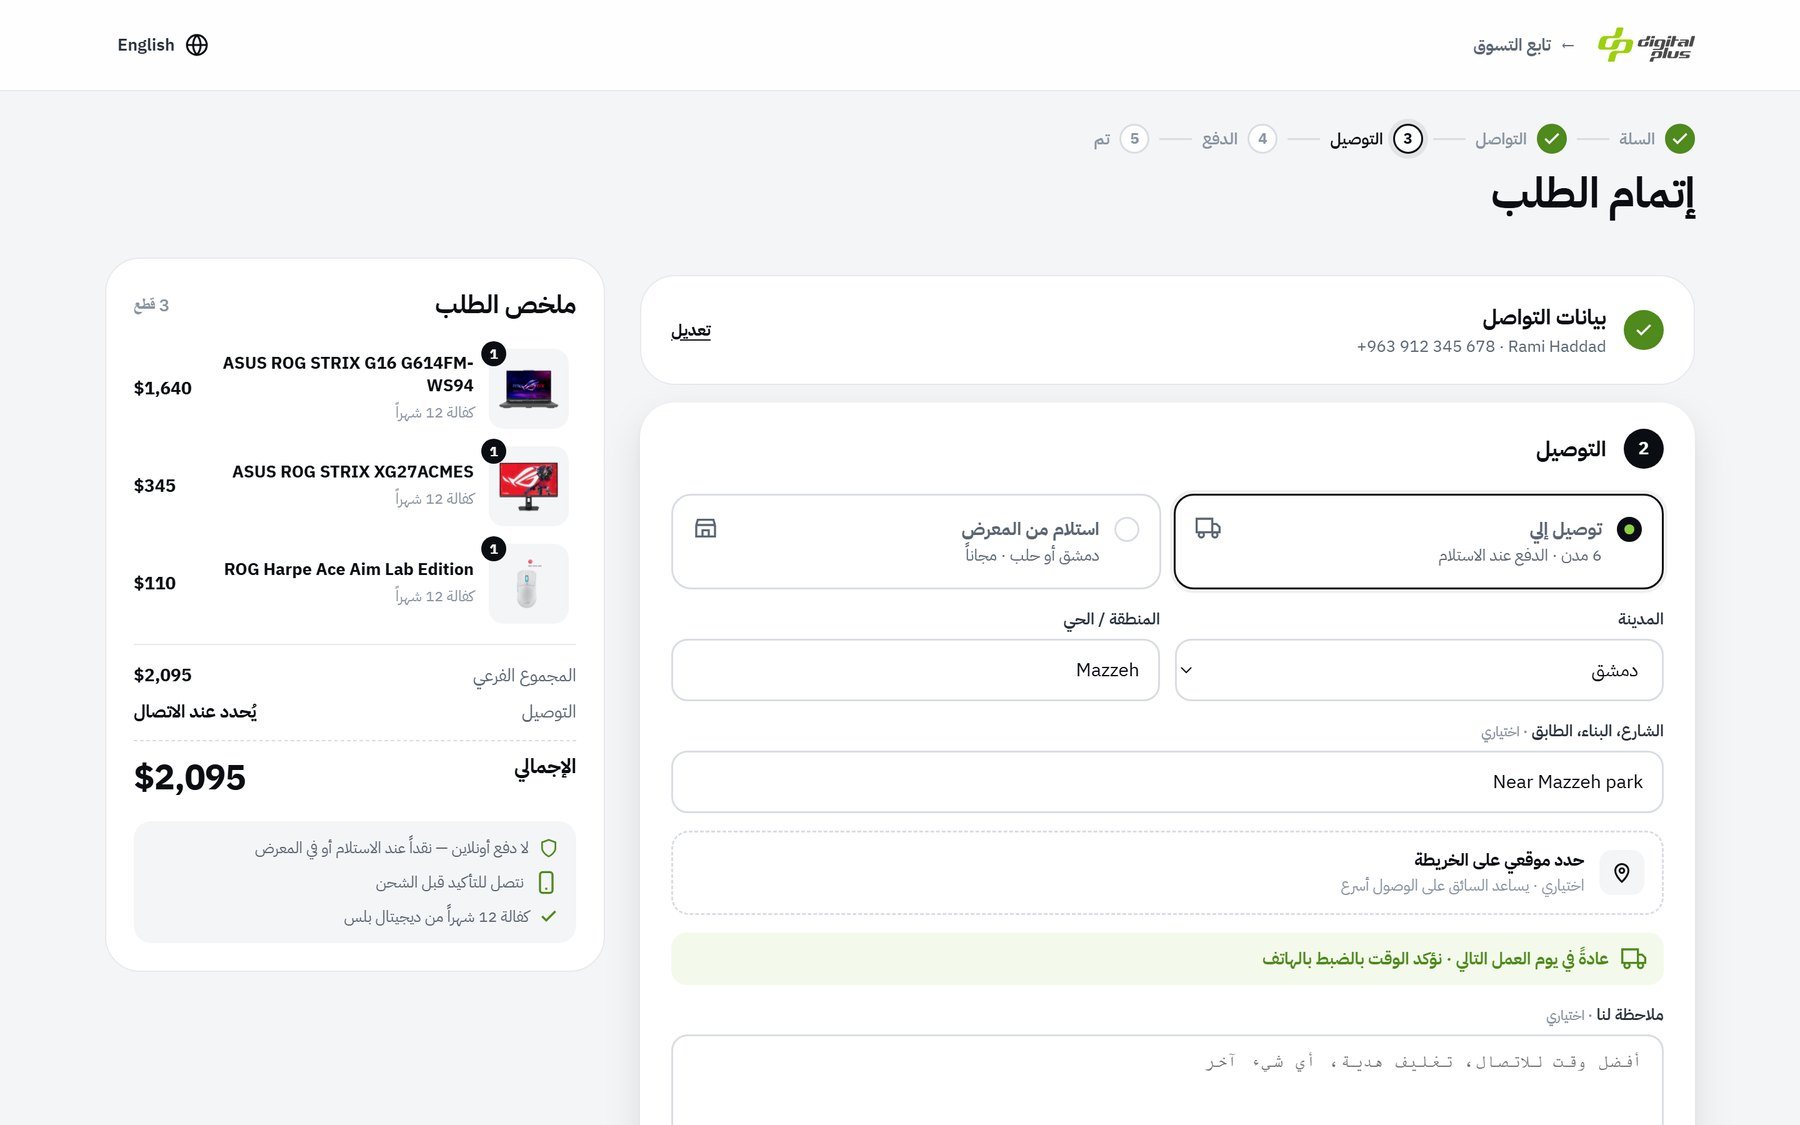 digital plus
← تابع التسوق
English
السلة
التواصل
3 التوصيل
4 الدفع
5 تم
إتمام الطلب
بيانات التواصل
+963 912 345 678 · Rami Haddad
تعديل
2 التوصيل
توصيل إلي
6 مدن · الدفع عند الاستلام
استلام من المعرض
دمشق أو حلب · مجاناً
المدينة
دمشق
المنطقة / الحي
Mazzeh
الشارع، البناء، الطابق · اختياري
Near Mazzeh park
حدد موقعي على الخريطة
اختياري · يساعد السائق على الوصول أسرع
عادةً في يوم العمل التالي · نؤكد الوقت بالضبط بالهاتف
ملاحظة لنا · اختياري
أفضل وقت للاتصال، تغليف هدية، أي شيء آخر
ملخص الطلب
3 قطع
1
ASUS ROG STRIX G16 G614FM-
WS94
كفالة 12 شهراً
$1,640
1
ASUS ROG STRIX XG27ACMES
كفالة 12 شهراً
$345
1
ROG Harpe Ace Aim Lab Edition
كفالة 12 شهراً
$110
المجموع الفرعي
$2,095
التوصيل
يُحدد عند الاتصال
الإجمالي
$2,095
لا دفع أونلاين — نقداً عند الاستلام أو في المعرض
نتصل للتأكيد قبل الشحن
كفالة 12 شهراً من ديجيتال بلس